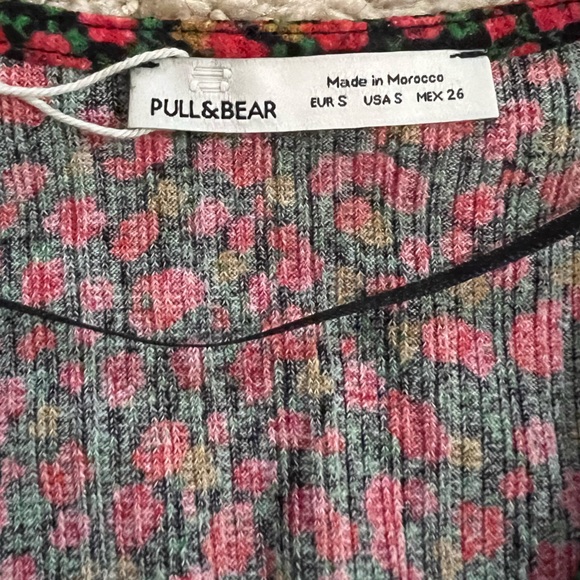 PULL&BEAR
Made in Morocco
EUR S USA S MEX 26